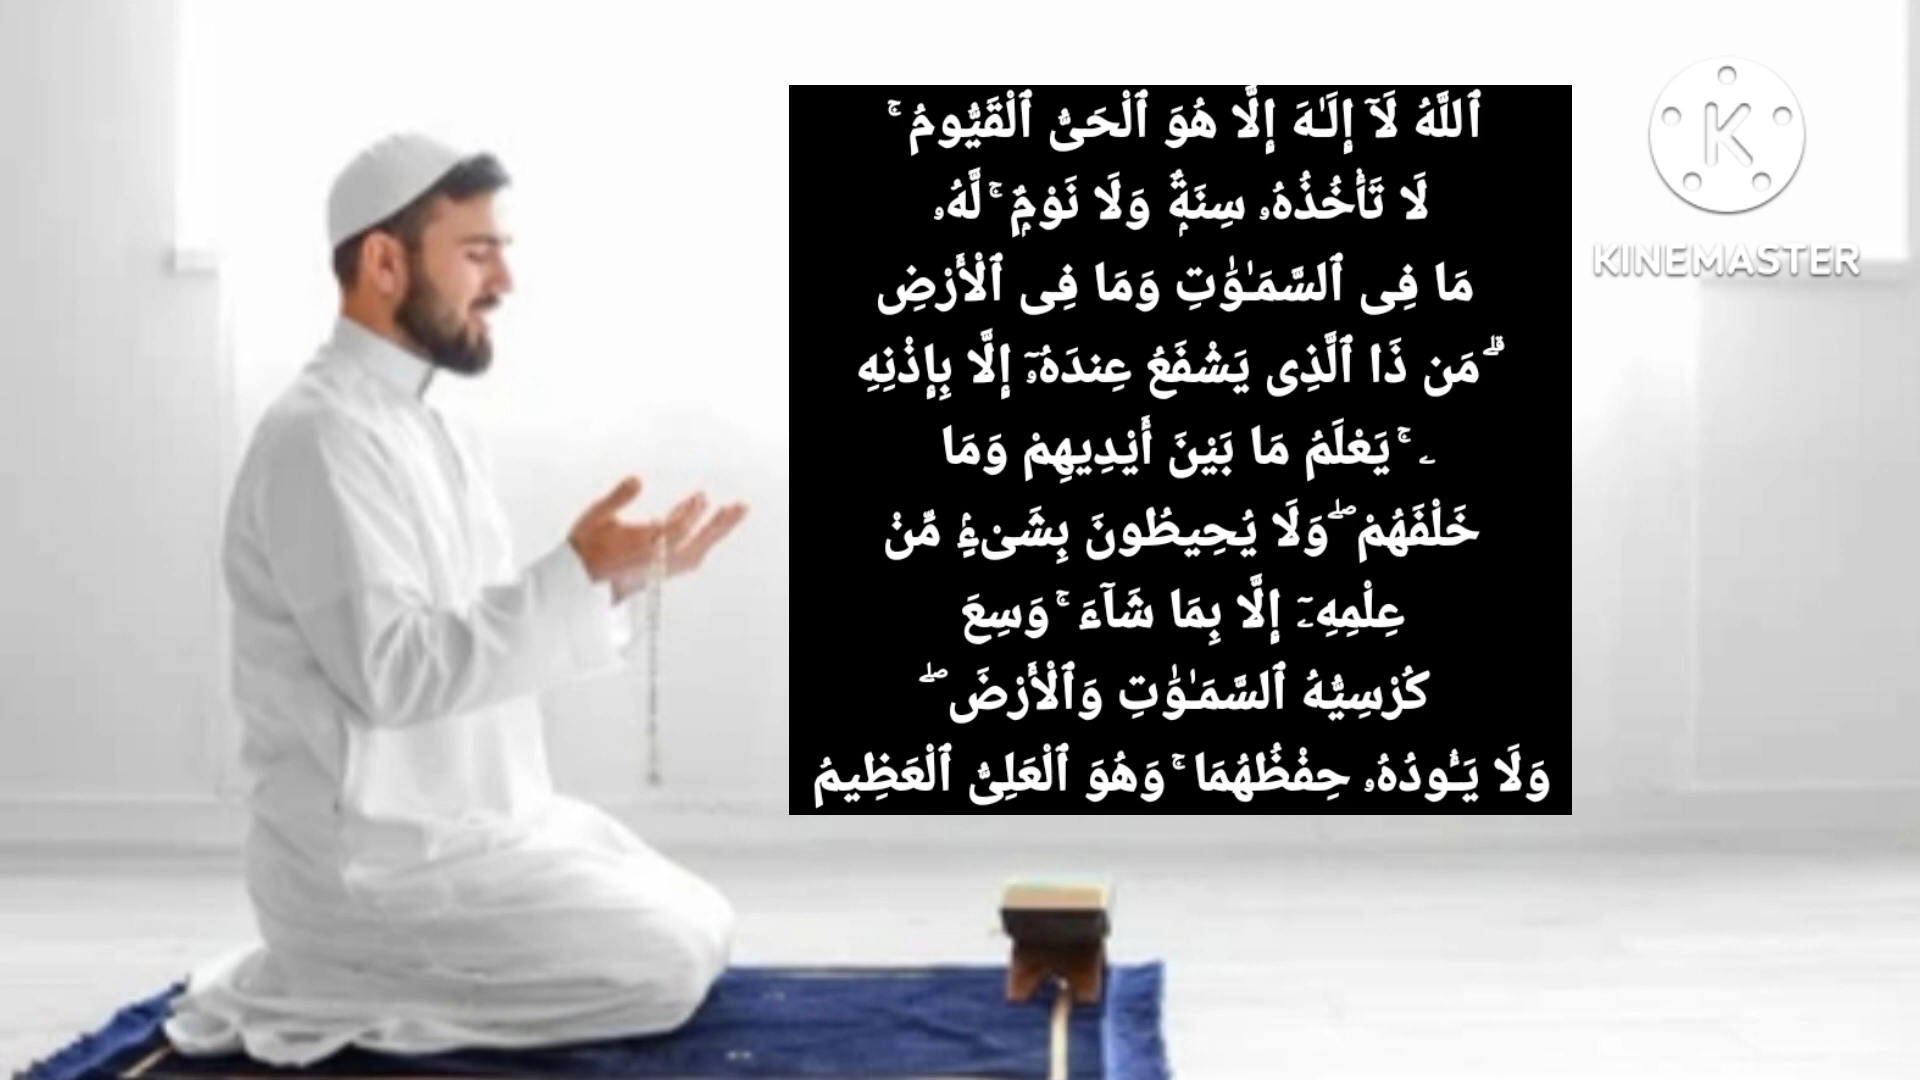 ٱللَّهُ لَآ إِلَـٰهَ إِلَّا هُوَ ٱلْحَىُّ ٱلْقَيُّومُ ۚ
لَا تَأْخُذُهُۥ سِنَةٌۭ وَلَا نَوْمٌۭ ۚ لَّهُۥ
مَا فِى ٱلسَّمَـٰوَٰتِ وَمَا فِى ٱلْأَرْضِ
ۗ مَن ذَا ٱلَّذِى يَشْفَعُ عِندَهُۥٓ إِلَّا بِإِذْنِهِ
ۦ ۚ يَعْلَمُ مَا بَيْنَ أَيْدِيهِمْ وَمَا
خَلْفَهُمْ ۖ وَلَا يُحِيطُونَ بِشَىْءٍۢ مِّنْ
عِلْمِهِۦٓ إِلَّا بِمَا شَآءَ ۚ وَسِعَ
كُرْسِيُّهُ ٱلسَّمَـٰوَٰتِ وَٱلْأَرْضَ ۖ
وَلَا يَـُٔودُهُۥ حِفْظُهُمَا ۚ وَهُوَ ٱلْعَلِىُّ ٱلْعَظِيمُ
K
KINEMASTER